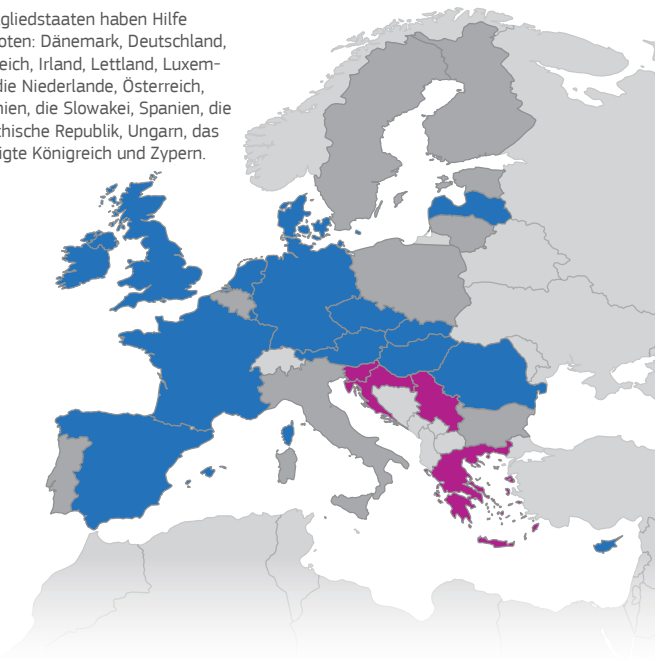 gliedstaaten haben Hilfe
oten: Dänemark, Deutschland,
eich, Irland, Lettland, Luxem-
die Niederlande, Österreich,
nien, die Slowakei, Spanien, die
hische Republik, Ungarn, das
igte Königreich und Zypern.